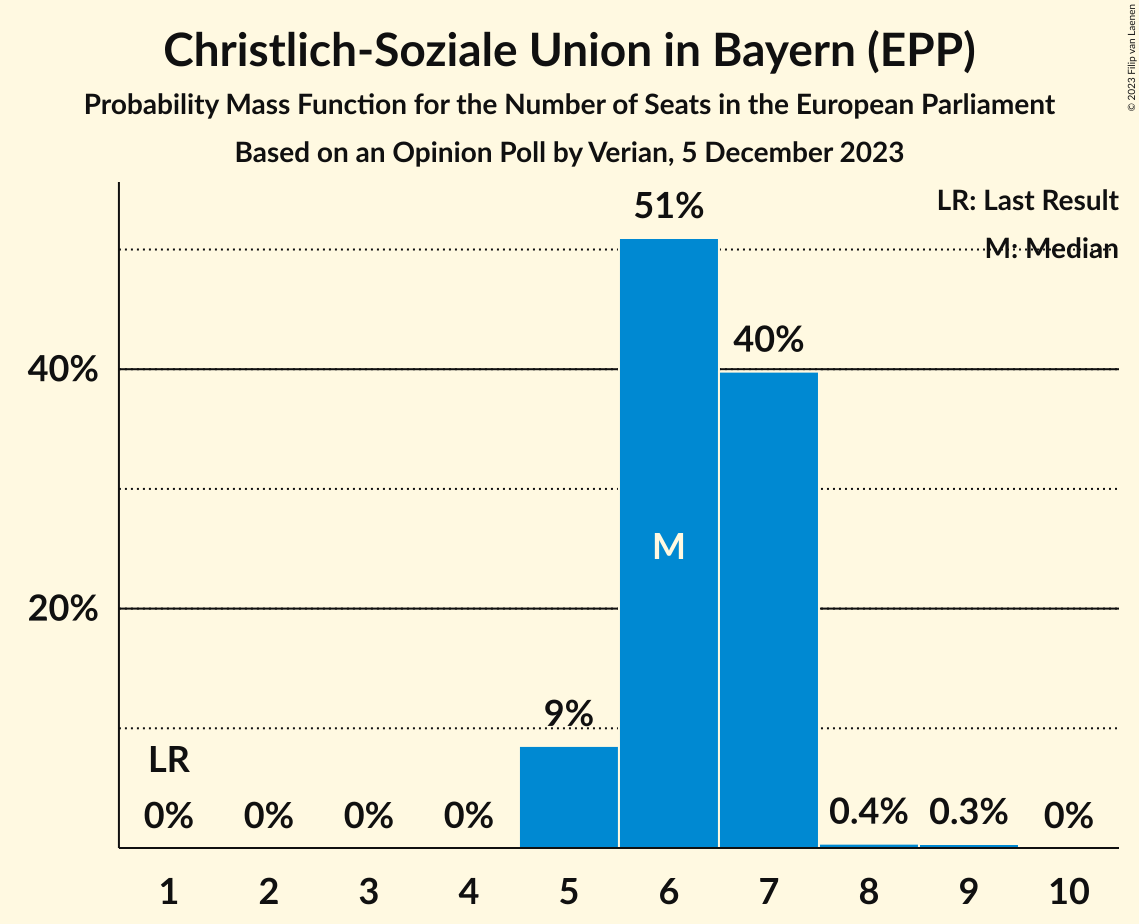 Christlich-Soziale Union in Bayern (EPP)
Probability Mass Function for the Number of Seats in the European Parliament
Based on an Opinion Poll by Verian, 5 December 2023
© 2023 Filip van Laenen
LR: Last Result
M: Median
51%
40%
40%
M
20%
9%
LR
0% 0% 0% 0% 0.4% 0.3% 0%
1 2 3 4 5 6 7 8 9 10